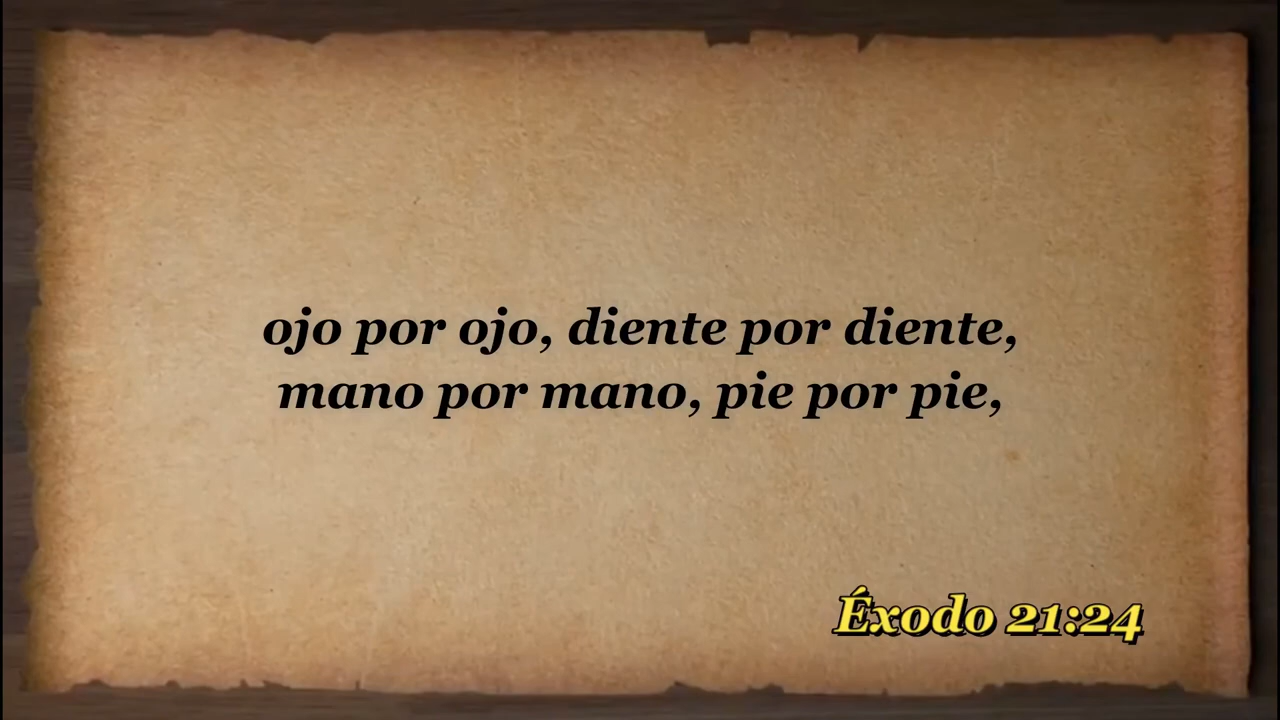 ojo por ojo, diente por diente,
mano por mano, pie por pie,
Éxodo 21:24